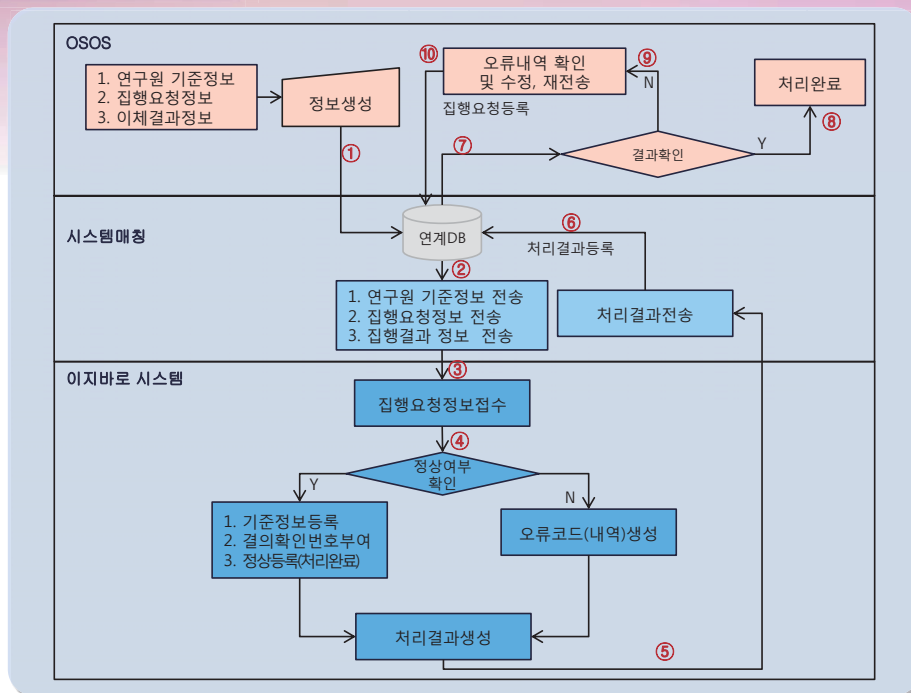 OSOS
1. 연구원 기준정보
2. 집행요청정보
3. 이체결과정보
정보생성
①
⑩
오류내역 확인
및 수정, 재전송
⑨
N
집행요청등록
처리완료
⑧
⑦
결과확인
Y
시스템매칭
연계DB
⑥
처리결과등록
②
1. 연구원 기준정보 전송
2. 집행요청정보 전송
3. 집행결과 정보 전송
처리결과전송
이지바로 시스템
③
집행요청정보접수
④
정상여부
확인
Y
N
1. 기준정보등록
2. 결의확인번호부여
3. 정상등록(처리완료)
오류코드(내역)생성
처리결과생성
⑤